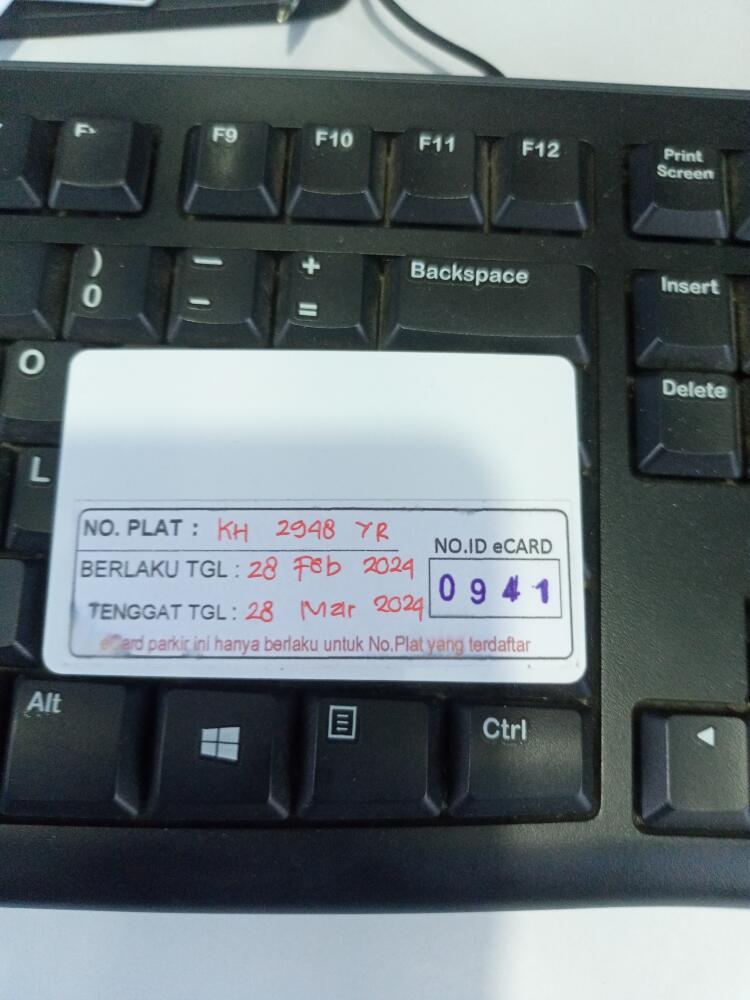 F9 F10 F11 F12 Print Screen
) 0 — - + = Backspace Insert
O Delete
L
NO. PLAT : KH 2948 YR
NO.ID eCARD
BERLAKU TGL : 28 Feb 2024
0941
TENGGAT TGL : 28 Mar 2024
eCard parkir ini hanya berlaku untuk No.Plat yang terdaftar
Alt Ctrl